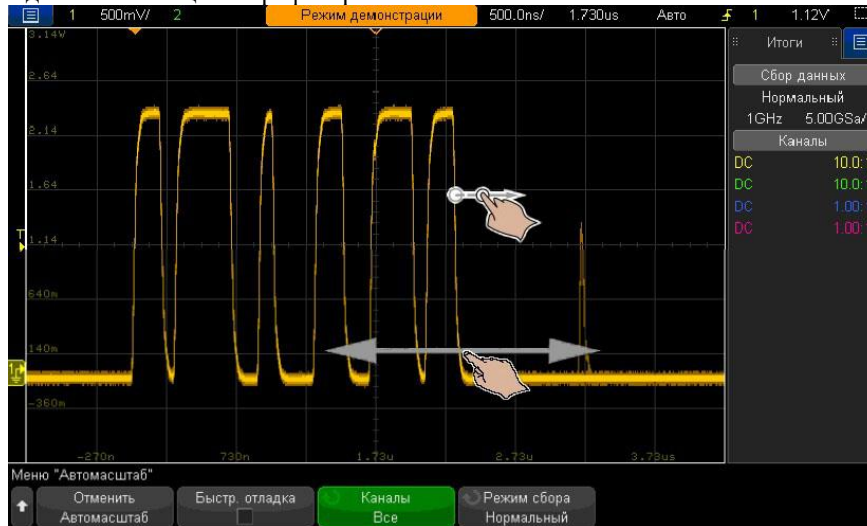 1 500mV/ 2 Режим демонстрации 500.0ns/ 1.730us Авто 1 1.12V
3.14V
2.64
2.14
1.64
1.14
640m
140m
-360m
T
1
-270n 730n 1.73u 2.73u 3.73us
Итоги
Сбор данных
Нормальный
1GHz 5.00GSa/
Каналы
DC 10.0:
DC 10.0:
DC 1.00:
DC 1.00:
Меню "Автомасштаб"
Отменить Автомасштаб
Быстр. отладка
Каналы Все
Режим сбора Нормальный